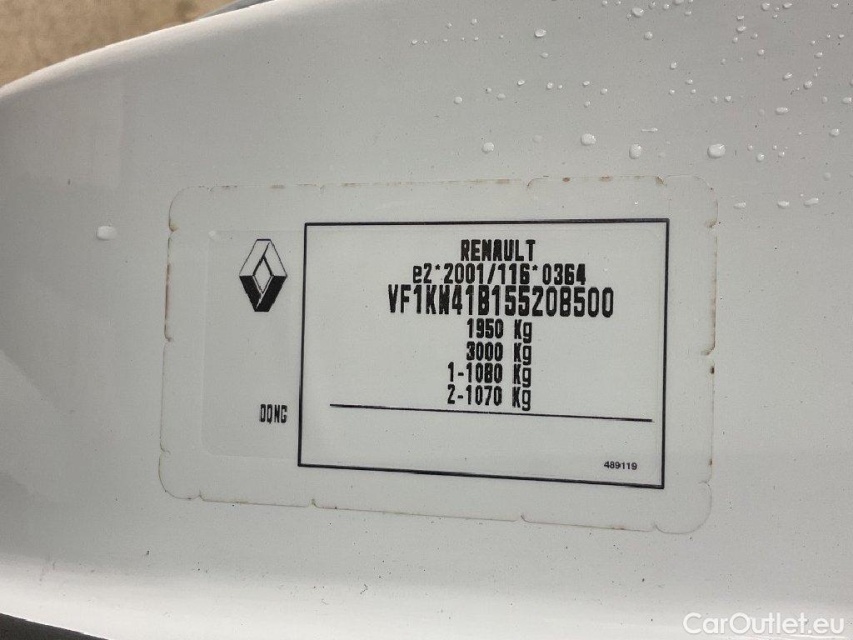 RENAULT
e2*2001/116*0364
VF1KW41B155208500
1950 Kg
3000 Kg
1-1080 Kg
2-1070 Kg
DQNG
489119
CarOutlet.eu